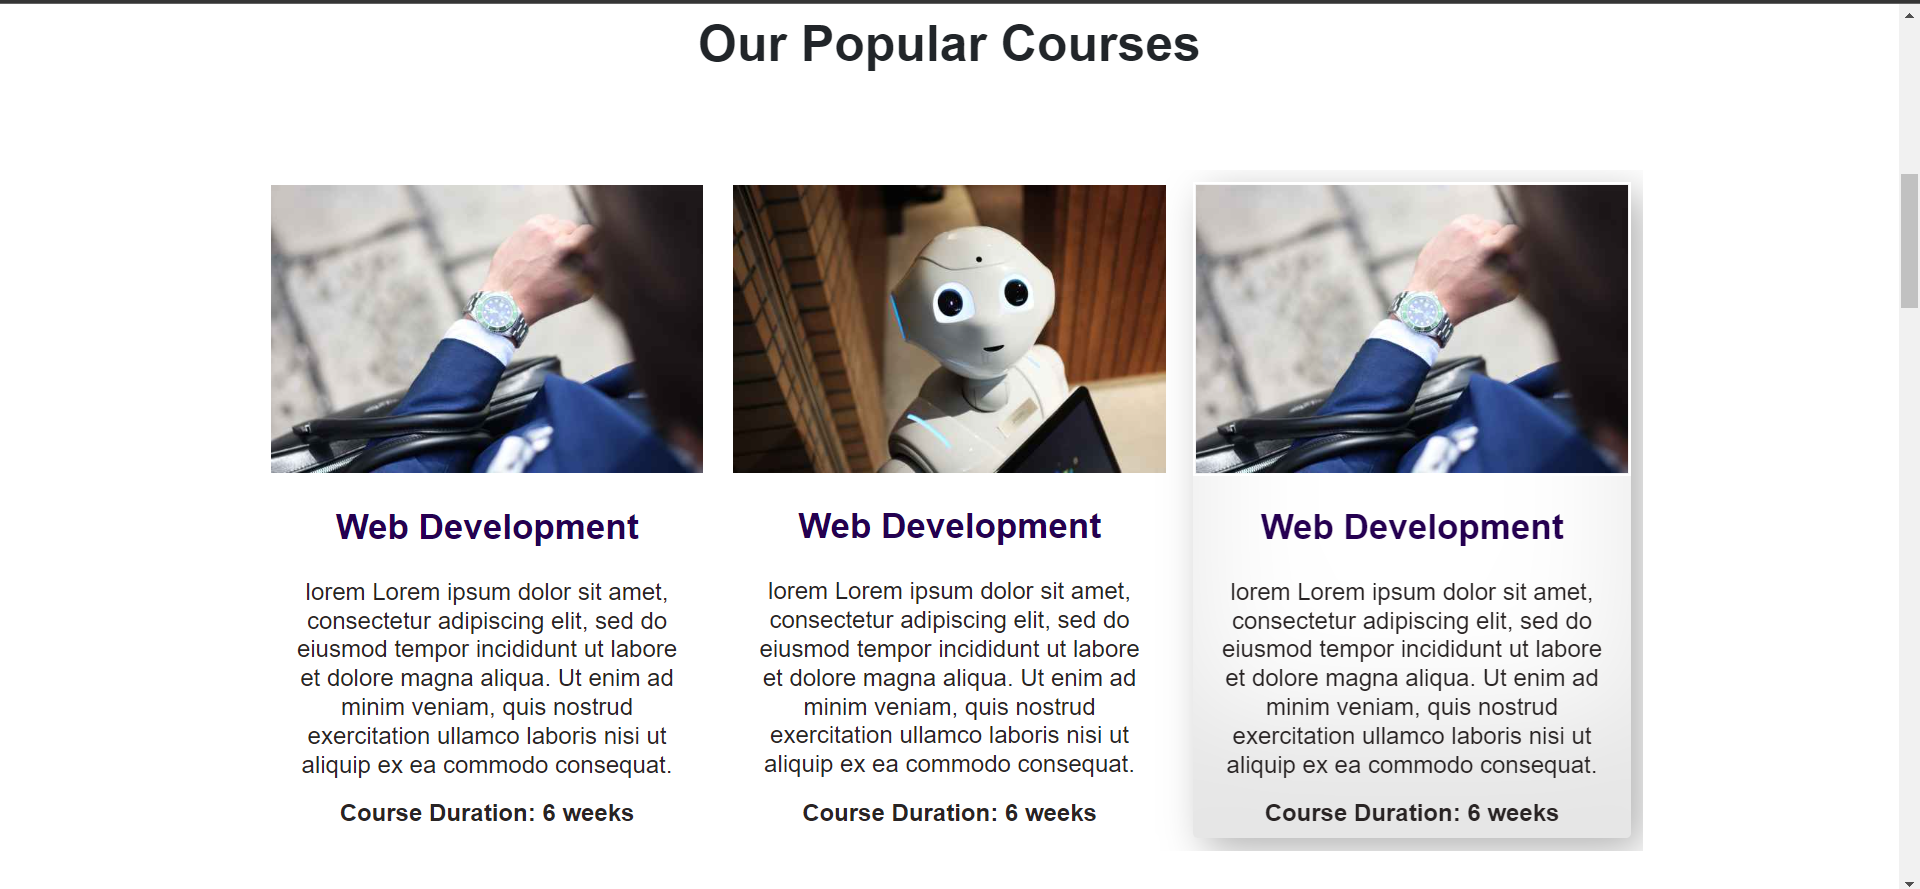 Our Popular Courses
Web Development
lorem Lorem ipsum dolor sit amet,
consectetur adipiscing elit, sed do
eiusmod tempor incididunt ut labore
et dolore magna aliqua. Ut enim ad
minim veniam, quis nostrud
exercitation ullamco laboris nisi ut
aliquip ex ea commodo consequat.
Course Duration: 6 weeks
Web Development
lorem Lorem ipsum dolor sit amet,
consectetur adipiscing elit, sed do
eiusmod tempor incididunt ut labore
et dolore magna aliqua. Ut enim ad
minim veniam, quis nostrud
exercitation ullamco laboris nisi ut
aliquip ex ea commodo consequat.
Course Duration: 6 weeks
Web Development
lorem Lorem ipsum dolor sit amet,
consectetur adipiscing elit, sed do
eiusmod tempor incididunt ut labore
et dolore magna aliqua. Ut enim ad
minim veniam, quis nostrud
exercitation ullamco laboris nisi ut
aliquip ex ea commodo consequat.
Course Duration: 6 weeks